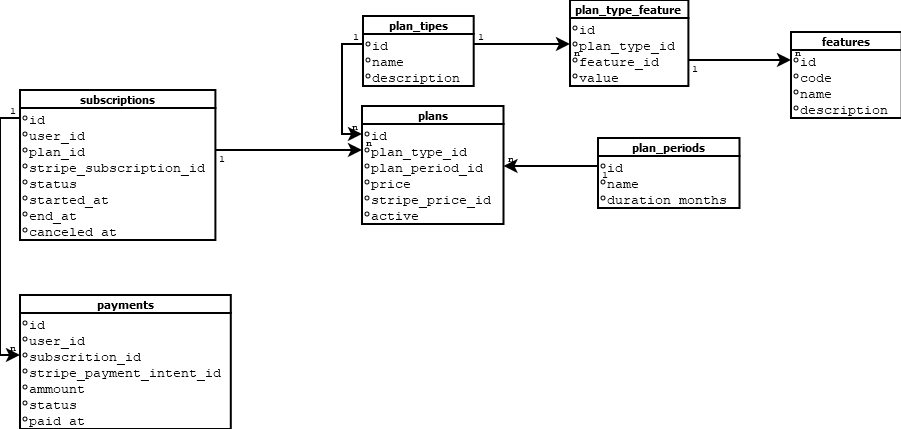 plan_tipes
id
name
description
plan_type_feature
id
plan_type_id
feature_id
value
features
id
code
name
description
subscriptions
id
user_id
plan_id
stripe_subscription_id
status
started_at
end_at
canceled_at
plans
id
plan_type_id
plan_period_id
price
stripe_price_id
active
plan_periods
id
name
duration_months
payments
id
user_id
subscrition_id
stripe_payment_intent_id
ammount
status
paid_at
1
1
n
1
n
1
n
1
n
n
1
n